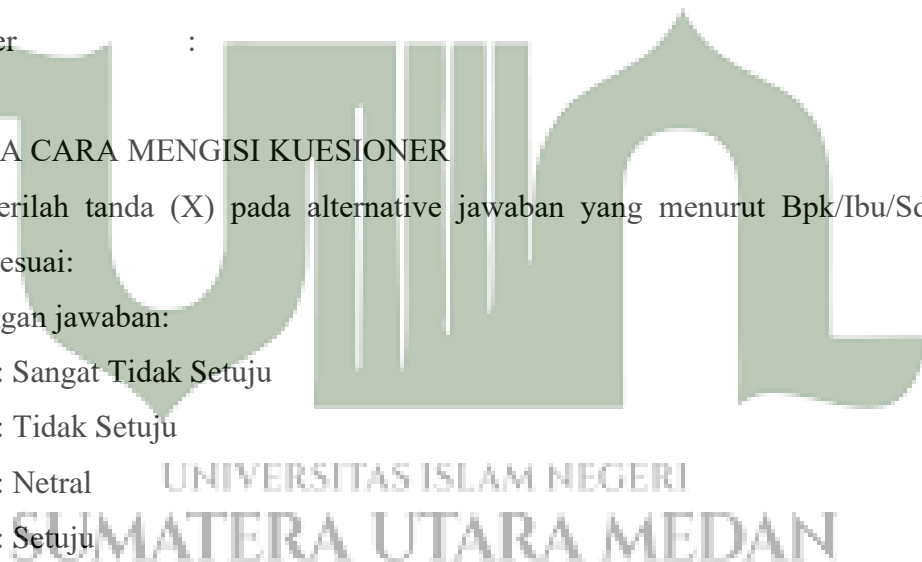 er :
A CARA MENGISI KUESIONER
erilah tanda (X) pada alternative jawaban yang menurut Bpk/Ibu/Sd
esuai:
gan jawaban:
: Sangat Tidak Setuju
: Tidak Setuju
: Netral
UNIVERSITAS ISLAM NEGERI
: Setuju
SUMATERA UTARA MEDAN